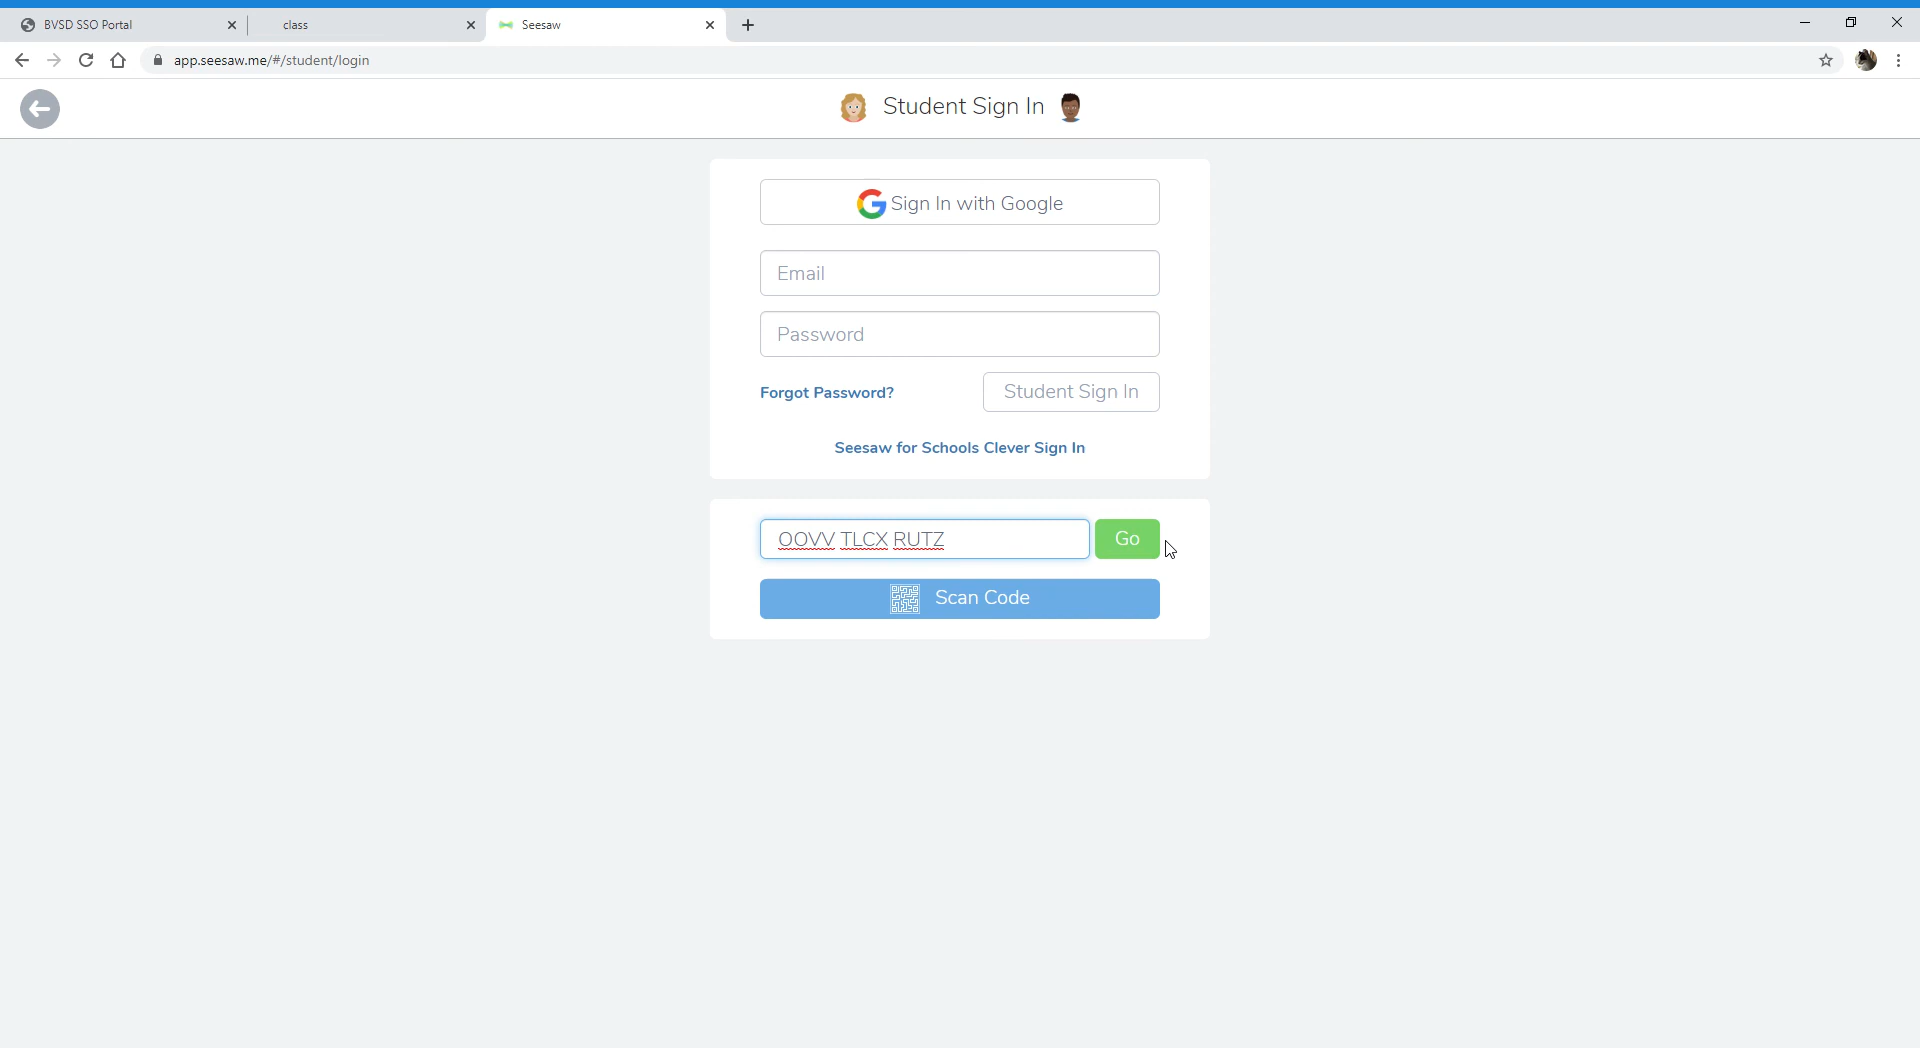 BVSD SSO Portal
class
Seesaw
app.seesaw.me/#/student/login
Student Sign In
Sign In with Google
Email
Password
Forgot Password?
Student Sign In
Seesaw for Schools Clever Sign In
OOVV TLCX RUTZ
Go
Scan Code